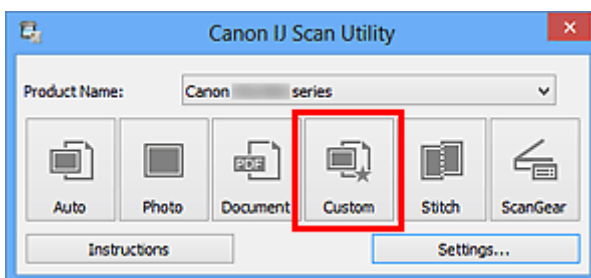 Canon IJ Scan Utility
Product Name: Canon series
PDF
Auto Photo Document Custom Stitch ScanGear
Instructions Settings...